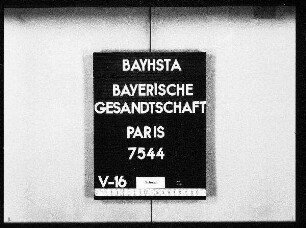 BAYHSTA
BAYERISCHE
GESANDTSCHAFT
PARIS
7544
V-16